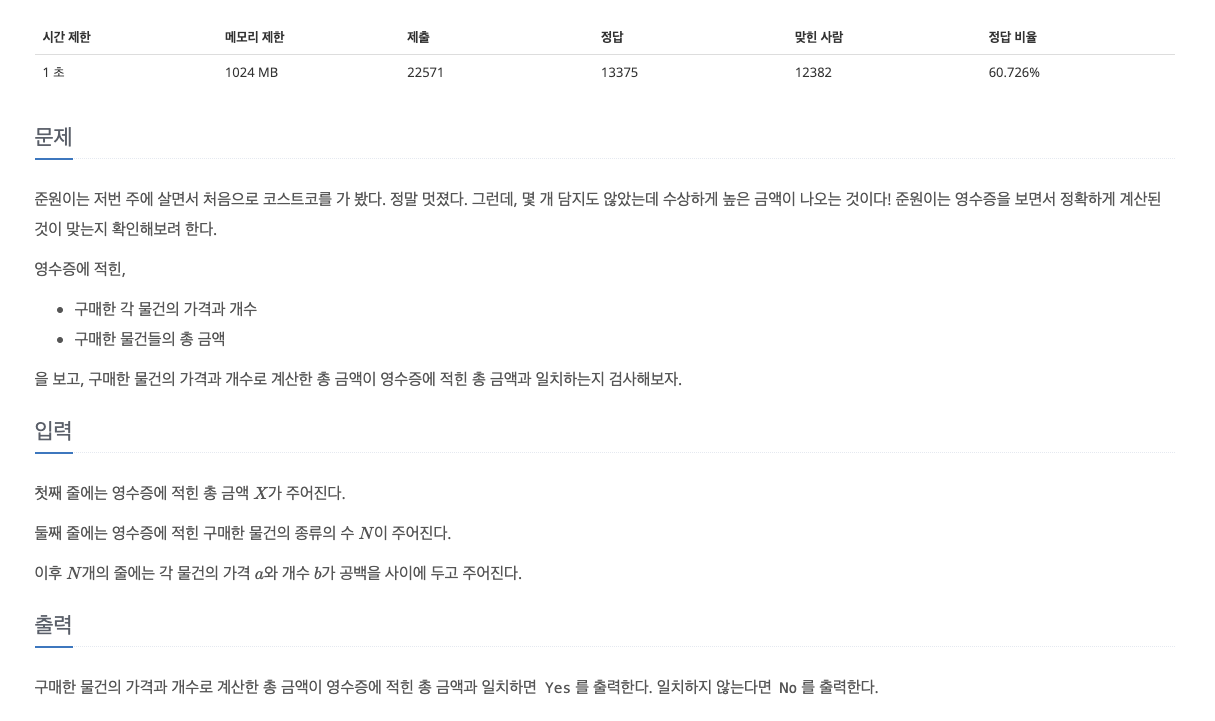 시간 제한 메모리 제한 제출 정답 맞힌 사람 정답 비율
1 초 1024 MB 22571 13375 12382 60.726%
문제
준원이는 저번 주에 살면서 처음으로 코스트코를 가 봤다. 정말 멋졌다. 그런데, 몇 개 담지도 않았는데 수상하게 높은 금액이 나오는 것이다! 준원이는 영수증을 보면서 정확하게 계산된
것이 맞는지 확인해보려 한다.
영수증에 적힌,
• 구매한 각 물건의 가격과 개수
• 구매한 물건들의 총 금액
을 보고, 구매한 물건의 가격과 개수로 계산한 총 금액이 영수증에 적힌 총 금액과 일치하는지 검사해보자.
입력
첫째 줄에는 영수증에 적힌 총 금액 X가 주어진다.
둘째 줄에는 영수증에 적힌 구매한 물건의 종류의 수 N이 주어진다.
이후 N개의 줄에는 각 물건의 가격 a와 개수 b가 공백을 사이에 두고 주어진다.
출력
구매한 물건의 가격과 개수로 계산한 총 금액이 영수증에 적힌 총 금액과 일치하면 Yes 를 출력한다. 일치하지 않는다면 No 를 출력한다.